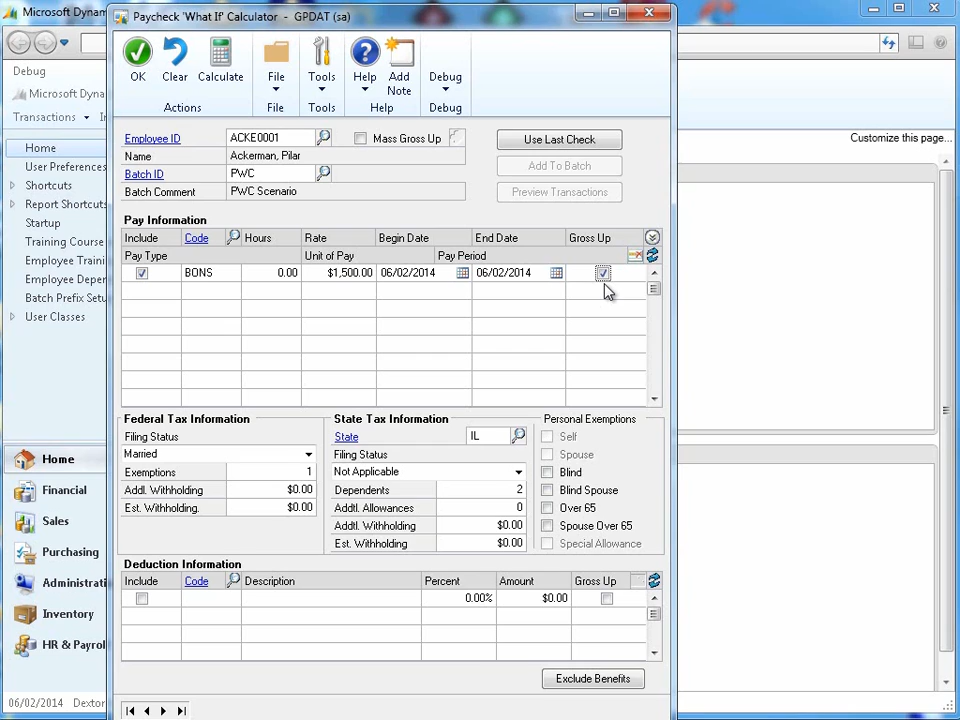 Microsoft Dynam
Paycheck 'What If' Calculator - GPDAT (sa)
Debug
Microsoft Dyna
Transactions
OK
Clear
Calculate
File
Tools
Help
Add
Note
Debug
Actions
File
Tools
Help
Debug
Customize this page...
Home
User Preferences
Shortcuts
Report Shortcuts
Startup
Training Course
Employee Traini
Employee Deper
Batch Prefix Setu
User Classes
Home
Financial
Sales
Purchasing
Administrati
Inventory
HR & Payrol
06/02/2014 Dextor
Employee ID ACKE0001 Mass Gross Up Use Last Check
Name Ackerman, Pilar
Batch ID PWC Add To Batch
Batch Comment PWC Scenario Preview Transactions
Pay Information
Include Code Hours Rate Begin Date End Date Gross Up
Pay Type Unit of Pay Pay Period
BONS 0.00 $1,500.00 06/02/2014 06/02/2014
Federal Tax Information
Filing Status
Married
Exemptions 1
Addl. Withholding $0.00
Est. Withholding. $0.00
State Tax Information
State IL
Filing Status
Not Applicable
Dependents 2
Addtl. Allowances 0
Addtl. Withholding $0.00
Est. Withholding $0.00
Personal Exemptions
Self
Spouse
Blind
Blind Spouse
Over 65
Spouse Over 65
Special Allowance
Deduction Information
Include Code Description Percent Amount Gross Up
0.00% $0.00
Exclude Benefits